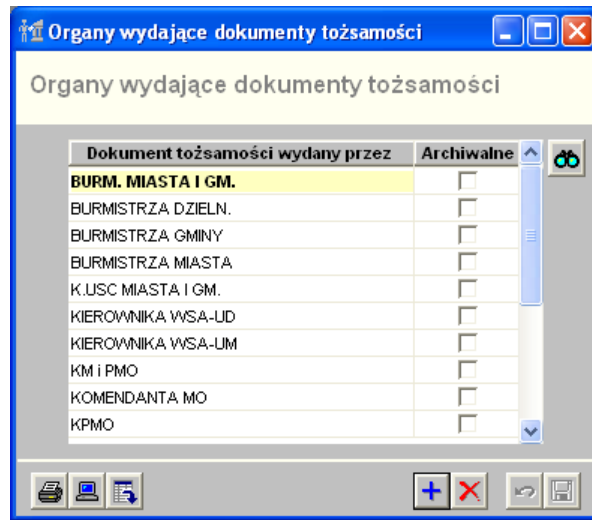 Organy wydające dokumenty tożsamości
Organy wydające dokumenty tożsamości
Dokument tożsamości wydany przez Archiwalne
BURM. MIASTA I GM.
BURMISTRZA DZIELN.
BURMISTRZA GMINY
BURMISTRZA MIASTA
K.USC MIASTA I GM.
KIEROWNIKA WSA-UD
KIEROWNIKA WSA-UM
KM i PMO
KOMENDANTA MO
KPMO